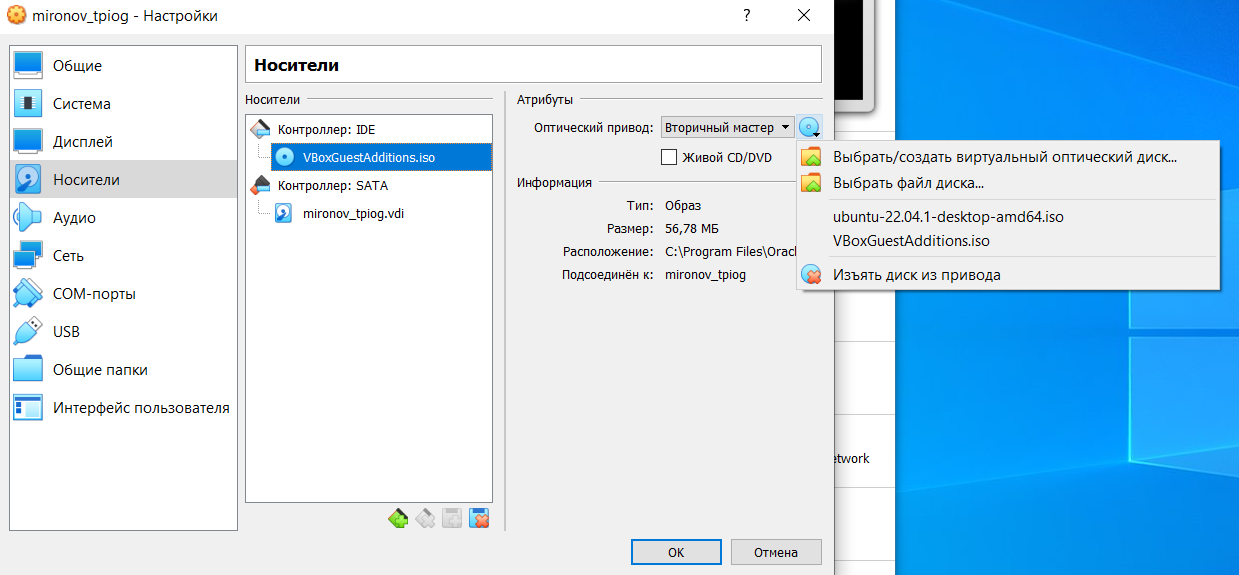 mironov_tpiog - Настройки
?
Общие
Система
Дисплей
Носители
Аудио
Сеть
COM-порты
USB
Общие папки
Интерфейс пользователя
Носители
Носители
Контроллер: IDE
VBoxGuestAdditions.iso
Контроллер: SATA
mironov_tpiog.vdi
Атрибуты
Оптический привод: Вторичный мастер
Живой CD/DVD
Информация
Тип: Образ
Размер: 56,78 МБ
Расположение: C:\Program Files\Orac
Подсоединён к: mironov_tpiog
Выбрать/создать виртуальный оптический диск...
Выбрать файл диска...
ubuntu-22.04.1-desktop-amd64.iso
VBoxGuestAdditions.iso
Изъять диск из привода
etwork
OK
Отмена